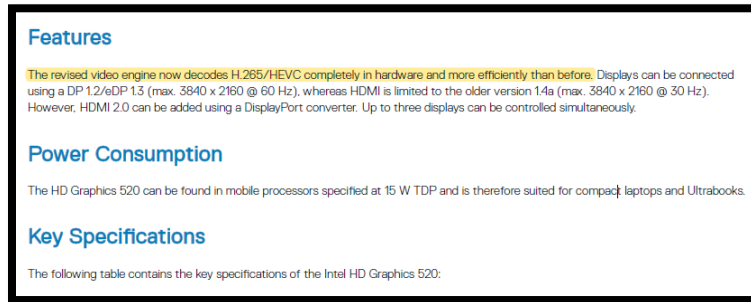 Features
The revised video engine now decodes H.265/HEVC completely in hardware and more efficiently than before. Displays can be connected
using a DP 1.2/eDP 1.3 (max. 3840 x 2160 @ 60 Hz), whereas HDMI is limited to the older version 1.4a (max. 3840 x 2160 @ 30 Hz).
However, HDMI 2.0 can be added using a DisplayPort converter. Up to three displays can be controlled simultaneously.
Power Consumption
The HD Graphics 520 can be found in mobile processors specified at 15 W TDP and is therefore suited for compact laptops and Ultrabooks.
Key Specifications
The following table contains the key specifications of the Intel HD Graphics 520: